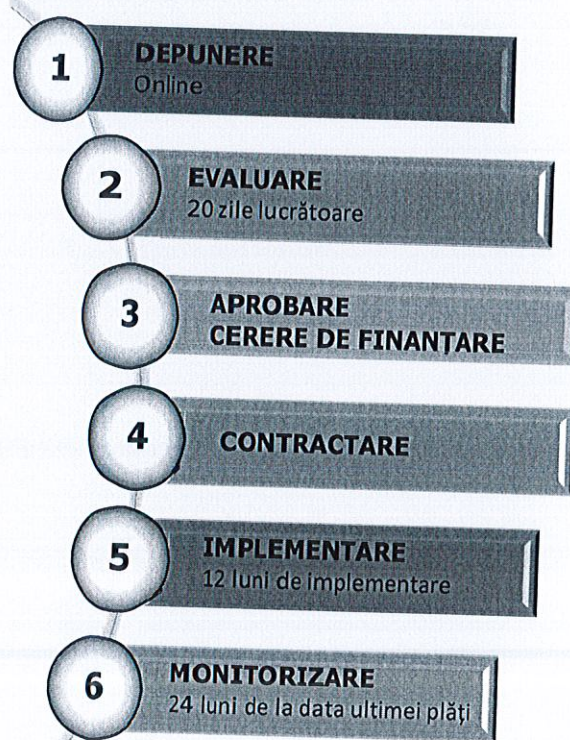 1
DEPUNERE
Online
2
EVALUARE
20 zile lucrătoare
3
APROBARE
CERERE DE FINANȚARE
4
CONTRACTARE
5
IMPLEMENTARE
12 luni de implementare
6
MONITORIZARE
24 luni de la data ultimei plăți